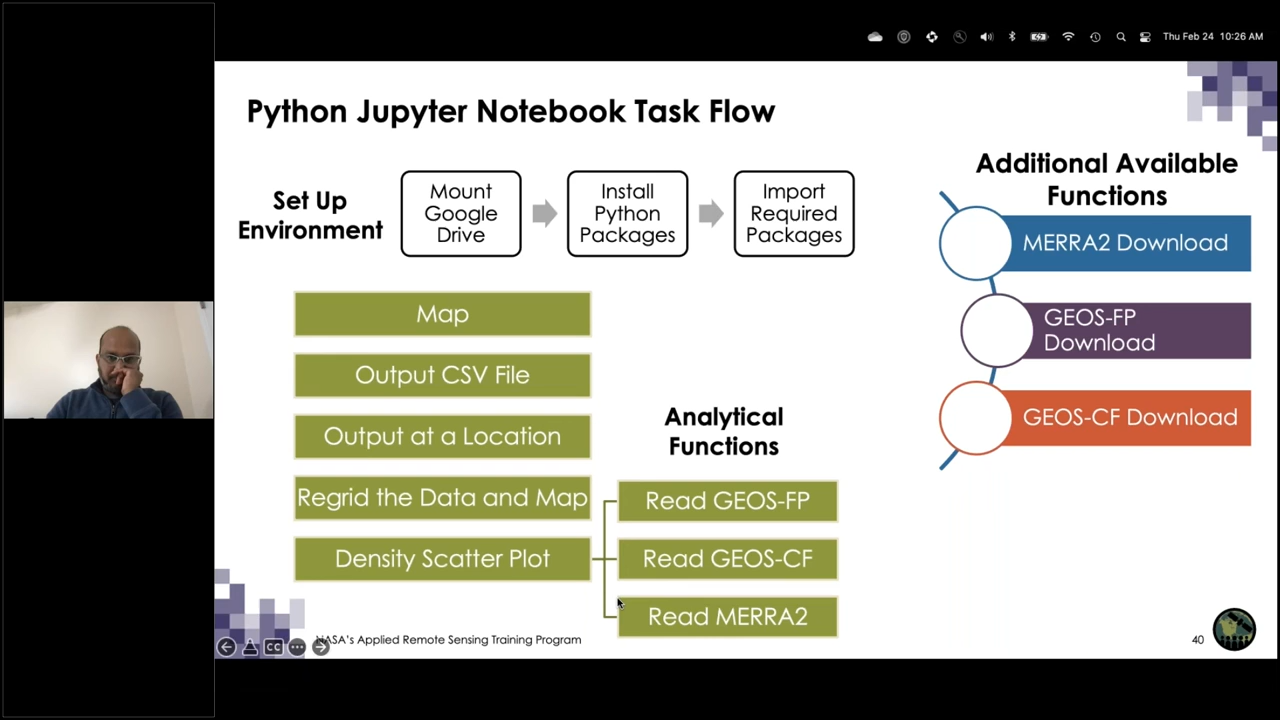 Thu Feb 24 10:26 AM
Python Jupyter Notebook Task Flow
Set Up
Environment
Mount
Google
Drive
Install
Python
Packages
Import
Required
Packages
Additional Available
Functions
MERRA2 Download
GEOS-FP
Download
GEOS-CF Download
Map
Output CSV File
Output at a Location
Regrid the Data and Map
Density Scatter Plot
Analytical
Functions
Read GEOS-FP
Read GEOS-CF
Read MERRA2
CC
NASA's Applied Remote Sensing Training Program
40